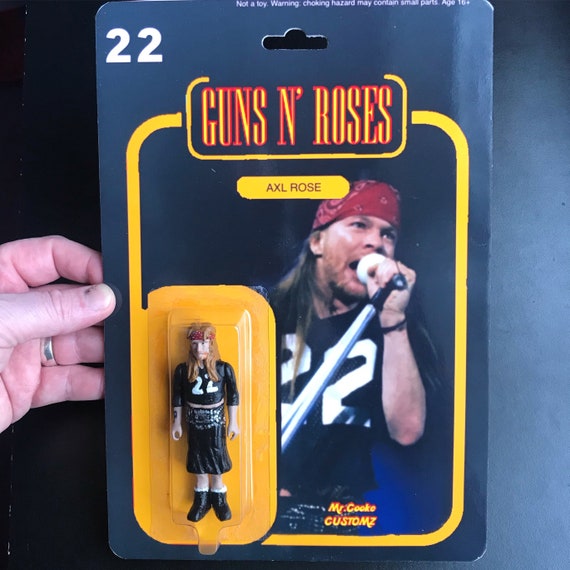 Not a toy. Warning: choking hazard may contain small parts. Age 16+
22
GUNS N' ROSES
AXL ROSE
22
22
Mr.Cooke
CUSTOMZ